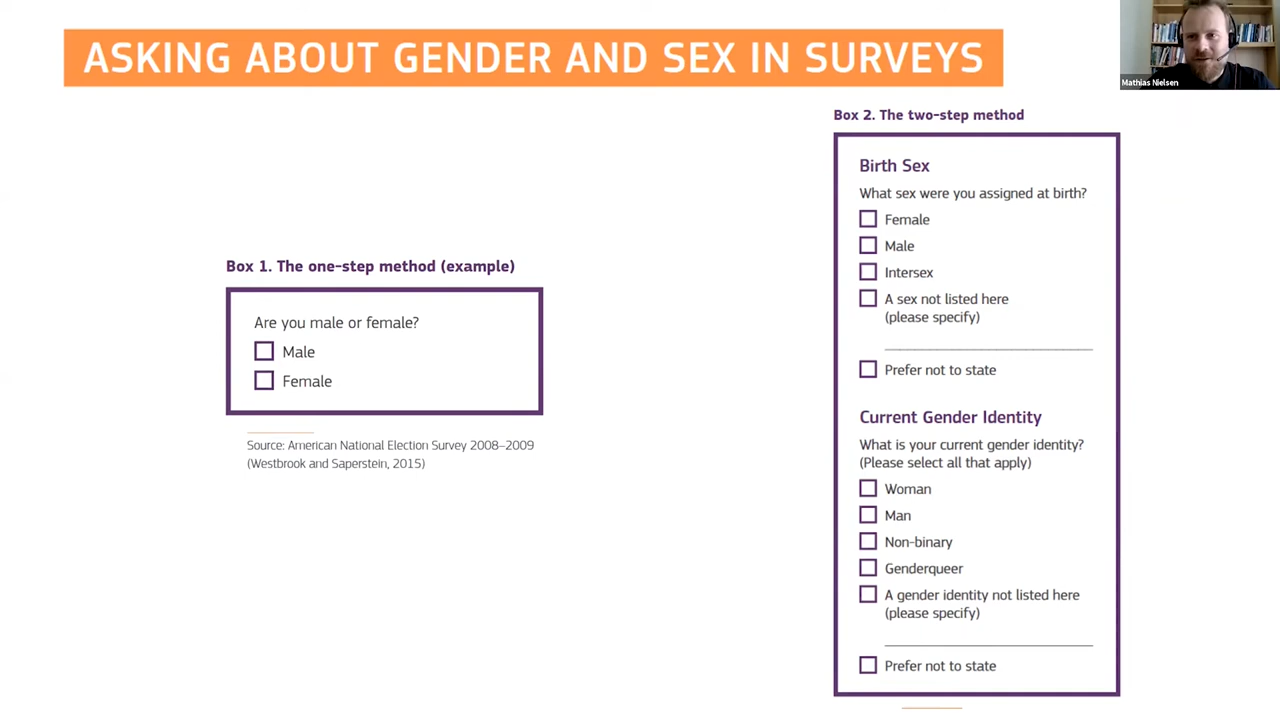 ASKING ABOUT GENDER AND SEX IN SURVEYS
Mathias Nielsen
Box 1. The one-step method (example)
Are you male or female?
Male
Female
Source: American National Election Survey 2008–2009
(Westbrook and Saperstein, 2015)
Box 2. The two-step method
Birth Sex
What sex were you assigned at birth?
Female
Male
Intersex
A sex not listed here
(please specify)
Prefer not to state
Current Gender Identity
What is your current gender identity?
(Please select all that apply)
Woman
Man
Non-binary
Genderqueer
A gender identity not listed here
(please specify)
Prefer not to state